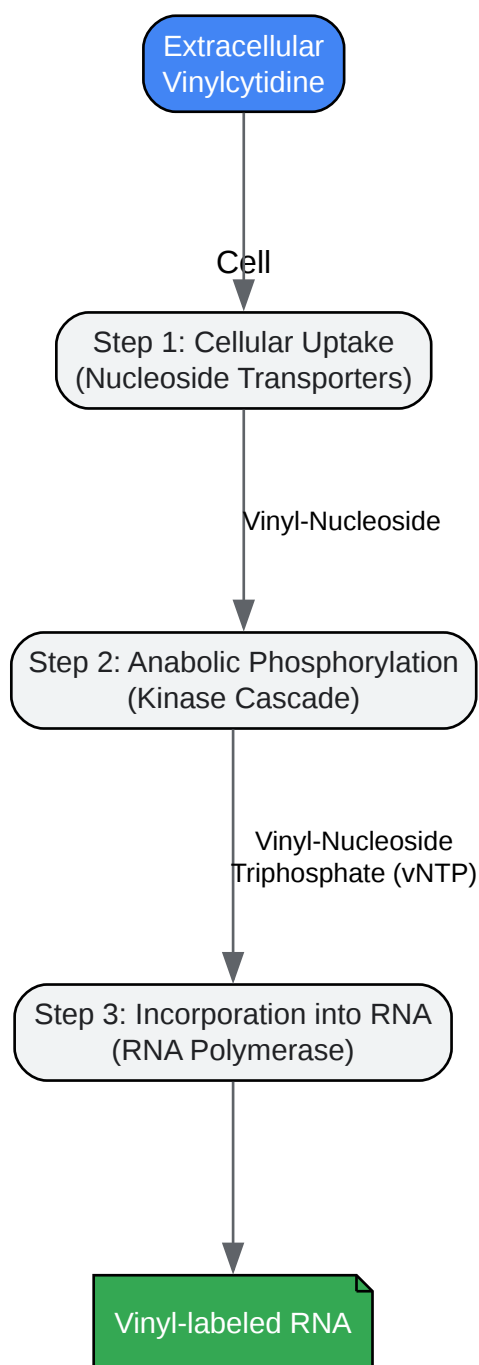 Extracellular
Vinylcytidine
Cell
Step 1: Cellular Uptake
(Nucleoside Transporters)
Vinyl-Nucleoside
Step 2: Anabolic Phosphorylation
(Kinase Cascade)
Vinyl-Nucleoside
Triphosphate (vNTP)
Step 3: Incorporation into RNA
(RNA Polymerase)
Vinyl-labeled RNA